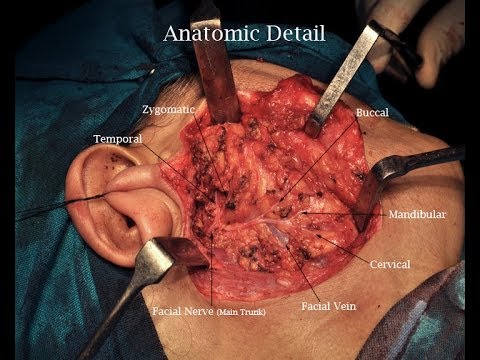 Anatomic Detail
Zygomatic
Buccal
Temporal
Mandibular
Cervical
Facial Nerve (Main Trunk)
Facial Vein